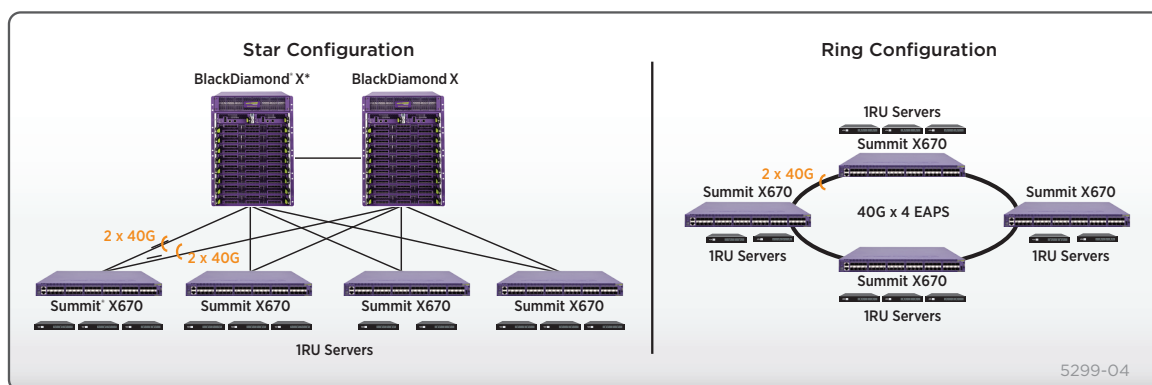 Star Configuration
BlackDiamond® X*
BlackDiamond X
2 x 40G
2 x 40G
Summit® X670
Summit X670
Summit X670
Summit X670
1RU Servers
Ring Configuration
1RU Servers
Summit X670
2 x 40G
Summit X670
40G x 4 EAPS
Summit X670
1RU Servers
1RU Servers
Summit X670
1RU Servers
5299-04